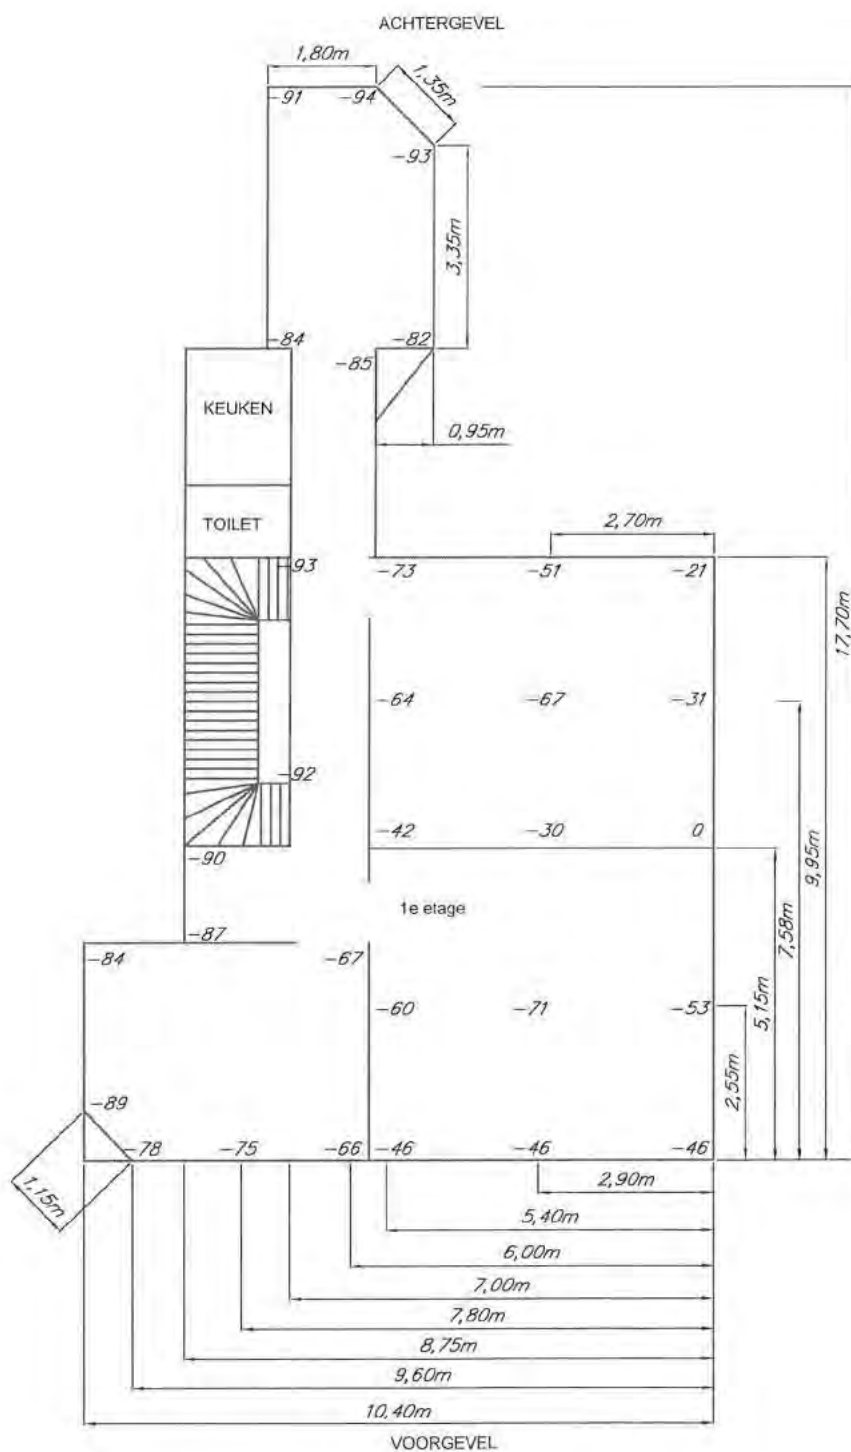 ACHTERGEVEL
1,80m
1,35m
-91
-94
-93
3,35m
-84
-82
-85
KEUKEN
0,95m
TOILET
2,70m
-93
-73
-51
-21
17,70m
-64
-67
-31
-92
-42
-30
0
-90
9,95m
7,58m
1e etage
-87
-84
-67
-60
-71
-53
5,15m
2,55m
-89
-78
-75
-66
-46
-46
-46
1,15m
2,90m
5,40m
6,00m
7,00m
7,80m
8,75m
9,60m
10,40m
VOORGEVEL